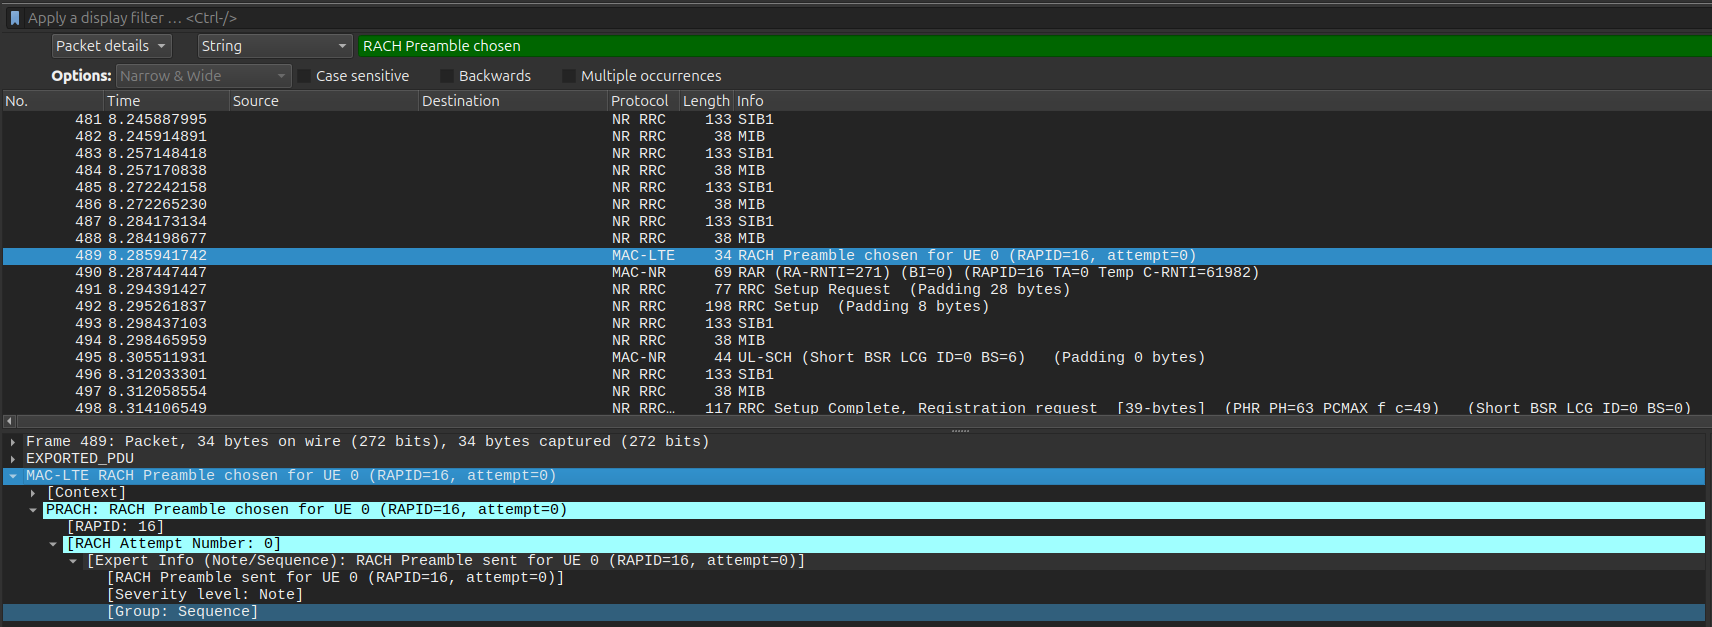 Apply a display filter … <Ctrl-/>
Packet details String RACH Preamble chosen
Options: Narrow & Wide Case sensitive Backwards Multiple occurrences
No. Time Source Destination Protocol Length Info
481 8.245887995 NR RRC 133 SIB1
482 8.245914891 NR RRC 38 MIB
483 8.257148418 NR RRC 133 SIB1
484 8.257170838 NR RRC 38 MIB
485 8.272242158 NR RRC 133 SIB1
486 8.272265230 NR RRC 38 MIB
487 8.284173134 NR RRC 133 SIB1
488 8.284198677 NR RRC 38 MIB
489 8.285941742 MAC-LTE 34 RACH Preamble chosen for UE 0 (RAPID=16, attempt=0)
490 8.287447447 MAC-NR 69 RAR (RA-RNTI=271) (BI=0) (RAPID=16 TA=0 Temp C-RNTI=61982)
491 8.294391427 NR RRC 77 RRC Setup Request (Padding 28 bytes)
492 8.295261837 NR RRC 198 RRC Setup (Padding 8 bytes)
493 8.298437103 NR RRC 133 SIB1
494 8.298465959 NR RRC 38 MIB
495 8.305511931 MAC-NR 44 UL-SCH (Short BSR LCG ID=0 BS=6) (Padding 0 bytes)
496 8.312033301 NR RRC 133 SIB1
497 8.312058554 NR RRC 38 MIB
498 8.314106549 NR RRC… 117 RRC Setup Complete, Registration request [39-bytes] (PHR PH=63 PCMAX_f_c=49) (Short BSR LCG ID=0 BS=0)
Frame 489: Packet, 34 bytes on wire (272 bits), 34 bytes captured (272 bits)
EXPORTED_PDU
MAC-LTE RACH Preamble chosen for UE 0 (RAPID=16, attempt=0)
[Context]
PRACH: RACH Preamble chosen for UE 0 (RAPID=16, attempt=0)
[RAPID: 16]
[RACH Attempt Number: 0]
[Expert Info (Note/Sequence): RACH Preamble sent for UE 0 (RAPID=16, attempt=0)]
[RACH Preamble sent for UE 0 (RAPID=16, attempt=0)]
[Severity level: Note]
[Group: Sequence]